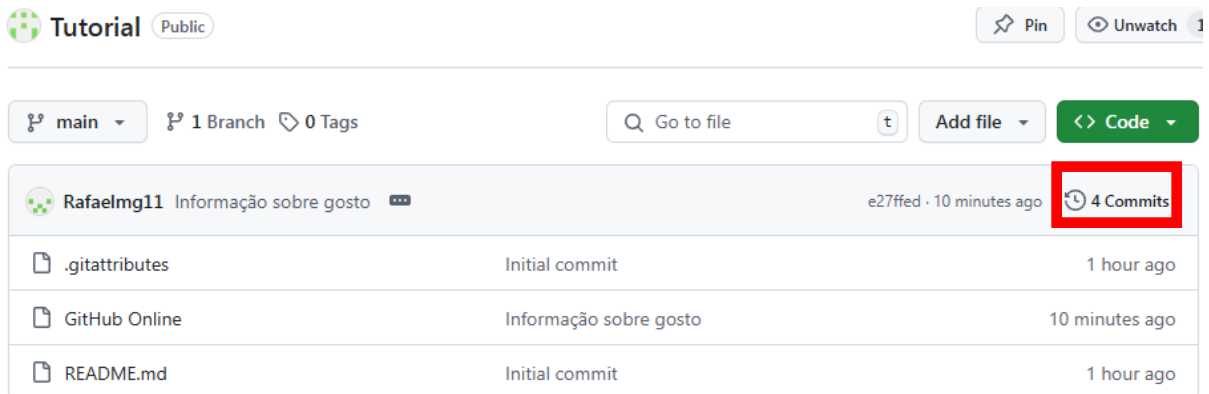 Tutorial Public Pin Unwatch 1
main 1 Branch 0 Tags Go to file t Add file <> Code
Rafaelmg11 Informação sobre gosto e27ffed · 10 minutes ago 4 Commits
.gitattributes Initial commit 1 hour ago
GitHub Online Informação sobre gosto 10 minutes ago
README.md Initial commit 1 hour ago